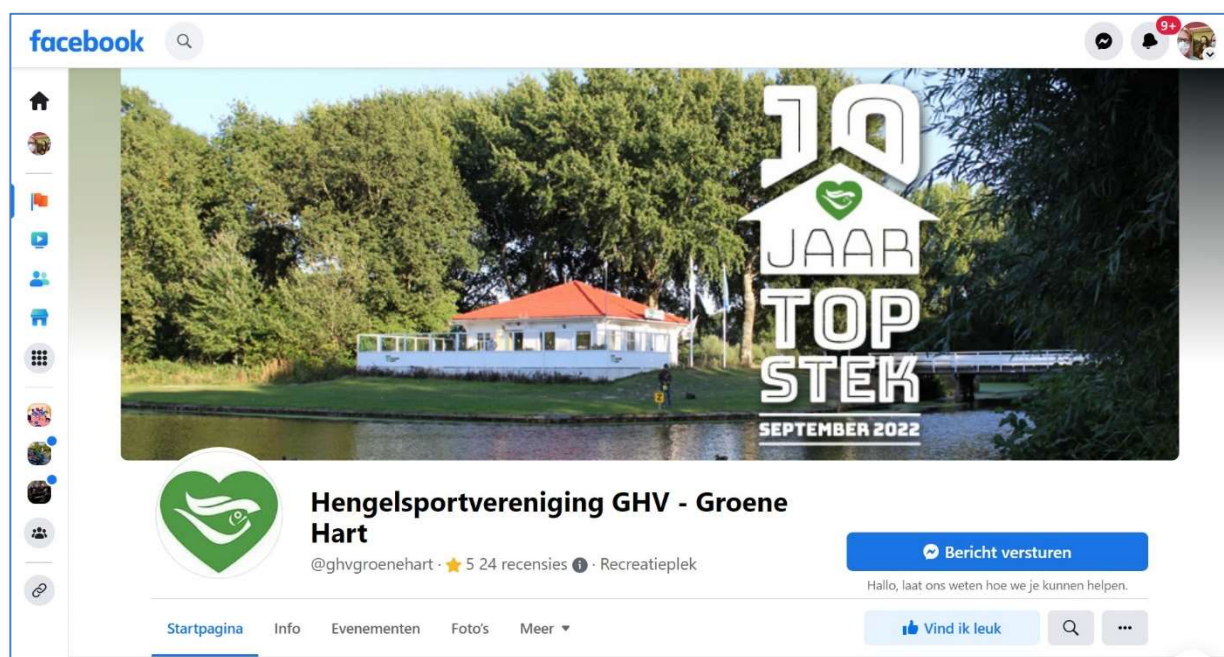 facebook
9+
10
JAAR
TOP
STEK
SEPTEMBER 2022
Hengelsportvereniging GHV - Groene
Hart
@ghvgroenehart · 5 24 recensies · Recreatieplek
Bericht versturen
Hallo, laat ons weten hoe we je kunnen helpen.
Startpagina Info Evenementen Foto's Meer
Vind ik leuk